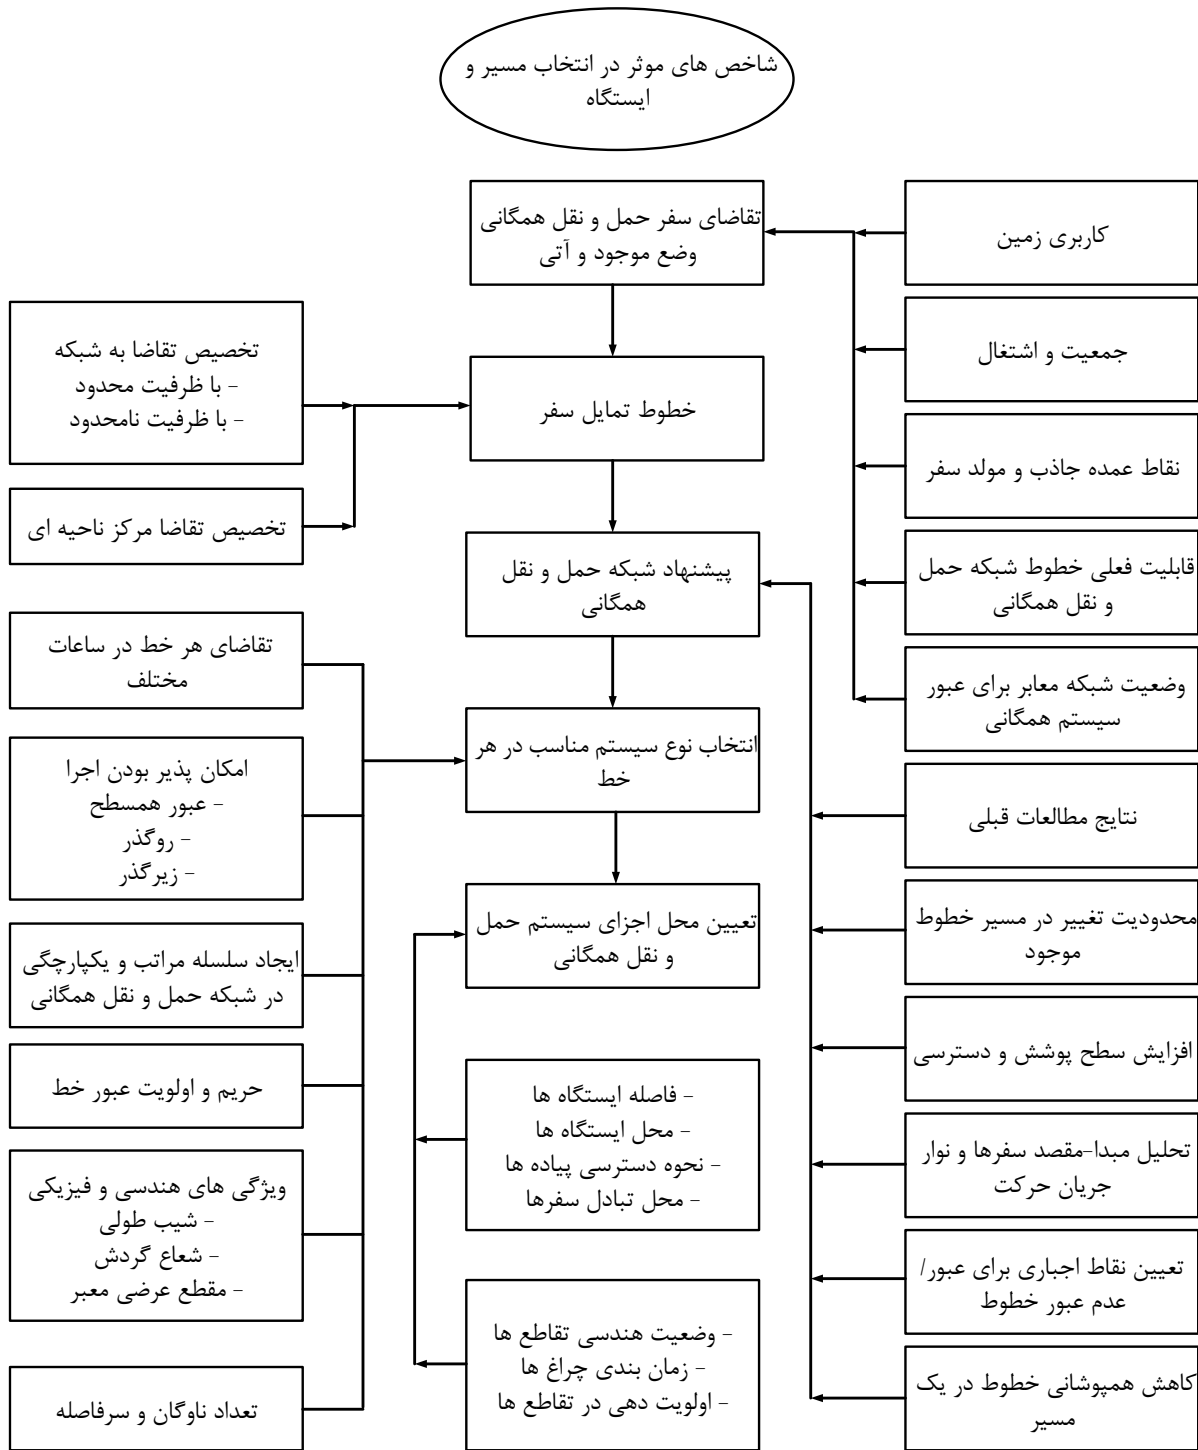 شاخص های موثر در انتخاب مسیر و
ایستگاه
تقاضای سفر حمل و نقل همگانی
وضع موجود و آتی
خطوط تمایل سفر
پیشنهاد شبکه حمل و نقل
همگانی
انتخاب نوع سیستم مناسب در هر
خط
تعیین محل اجزای سیستم حمل
و نقل همگانی
- فاصله ایستگاه ها
- محل ایستگاه ها
- نحوه دسترسی پیاده ها
- محل تبادل سفرها
- وضعیت هندسی تقاطع ها
- زمان بندی چراغ ها
- اولویت دهی در تقاطع ها
کاربری زمین
جمعیت و اشتغال
نقاط عمده جاذب و مولد سفر
قابلیت فعلی خطوط شبکه حمل
و نقل همگانی
وضعیت شبکه معابر برای عبور
سیستم همگانی
نتایج مطالعات قبلی
محدودیت تغییر در مسیر خطوط
موجود
افزایش سطح پوشش و دسترسی
تحلیل مبدا-مقصد سفرها و نوار
جریان حرکت
تعیین نقاط اجباری برای عبور/
عدم عبور خطوط
کاهش همپوشانی خطوط در یک
مسیر
تخصیص تقاضا به شبکه
- با ظرفیت محدود
- با ظرفیت نامحدود
تخصیص تقاضا مرکز ناحیه ای
تقاضای هر خط در ساعات
مختلف
امکان پذیر بودن اجرا
- عبور همسطح
- روگذر
- زیرگذر
ایجاد سلسله مراتب و یکپارچگی
در شبکه حمل و نقل همگانی
حریم و اولویت عبور خط
ویژگی های هندسی و فیزیکی
- شیب طولی
- شعاع گردش
- مقطع عرضی معبر
تعداد ناوگان و سرفاصله